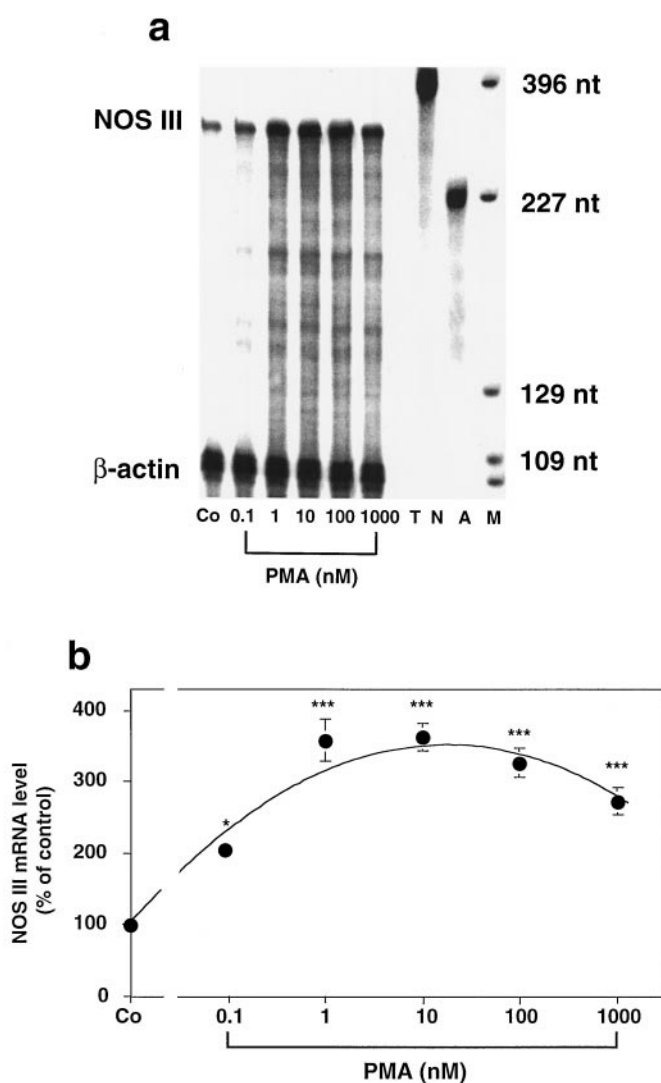 a
NOS III
396 nt
227 nt
129 nt
109 nt
β-actin
Co 0.1 1 10 100 1000 T N A M
PMA (nM)
b
NOS III mRNA level
(% of control)
400
300
200
100
0
*
***
***
***
***
Co 0.1 1 10 100 1000
PMA (nM)